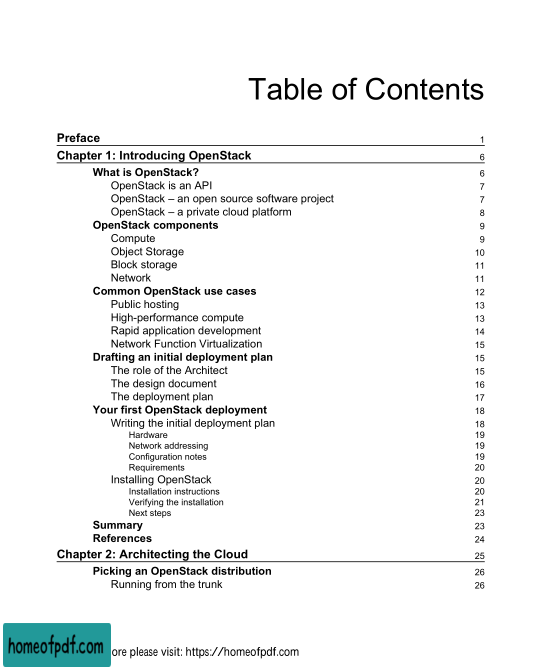 Table of Contents
Preface 1
Chapter 1: Introducing OpenStack 6
What is OpenStack? 6
OpenStack is an API 7
OpenStack – an open source software project 7
OpenStack – a private cloud platform 8
OpenStack components 9
Compute 9
Object Storage 10
Block storage 11
Network 11
Common OpenStack use cases 12
Public hosting 13
High-performance compute 13
Rapid application development 14
Network Function Virtualization 15
Drafting an initial deployment plan 15
The role of the Architect 15
The design document 16
The deployment plan 17
Your first OpenStack deployment 18
Writing the initial deployment plan 18
Hardware 19
Network addressing 19
Configuration notes 19
Requirements 20
Installing OpenStack 20
Installation instructions 20
Verifying the installation 21
Next steps 23
Summary 23
References 24
Chapter 2: Architecting the Cloud 25
Picking an OpenStack distribution 26
Running from the trunk 26
homeofpdf.com ore please visit: https://homeofpdf.com